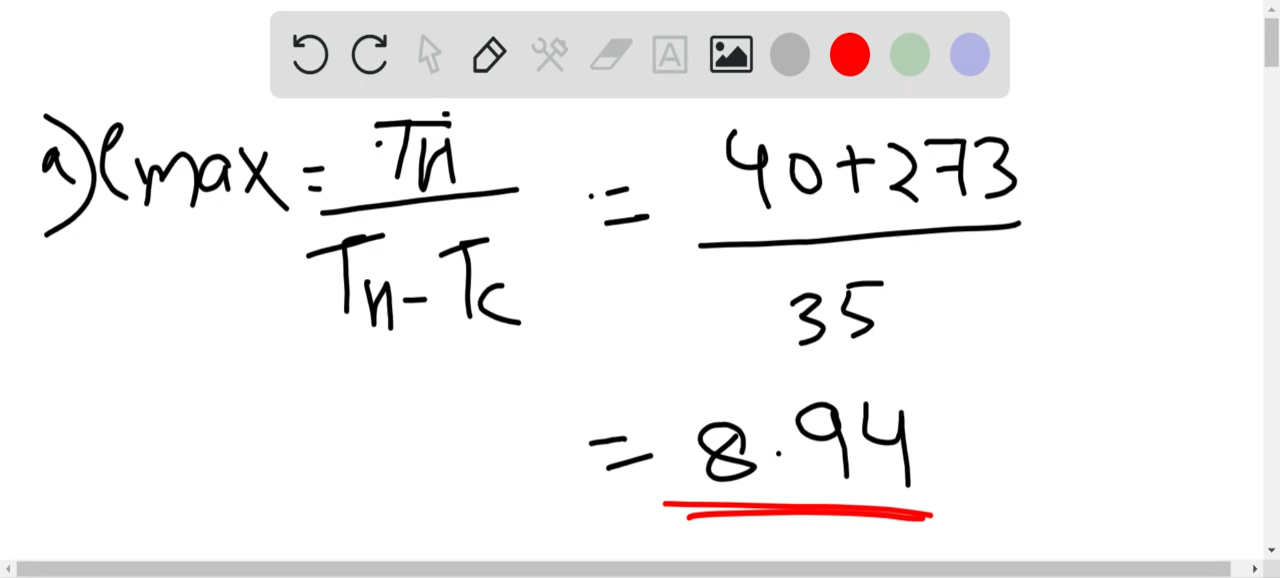 a) emax = Th / Th - Tc = 40+273 / 35
= 8.94